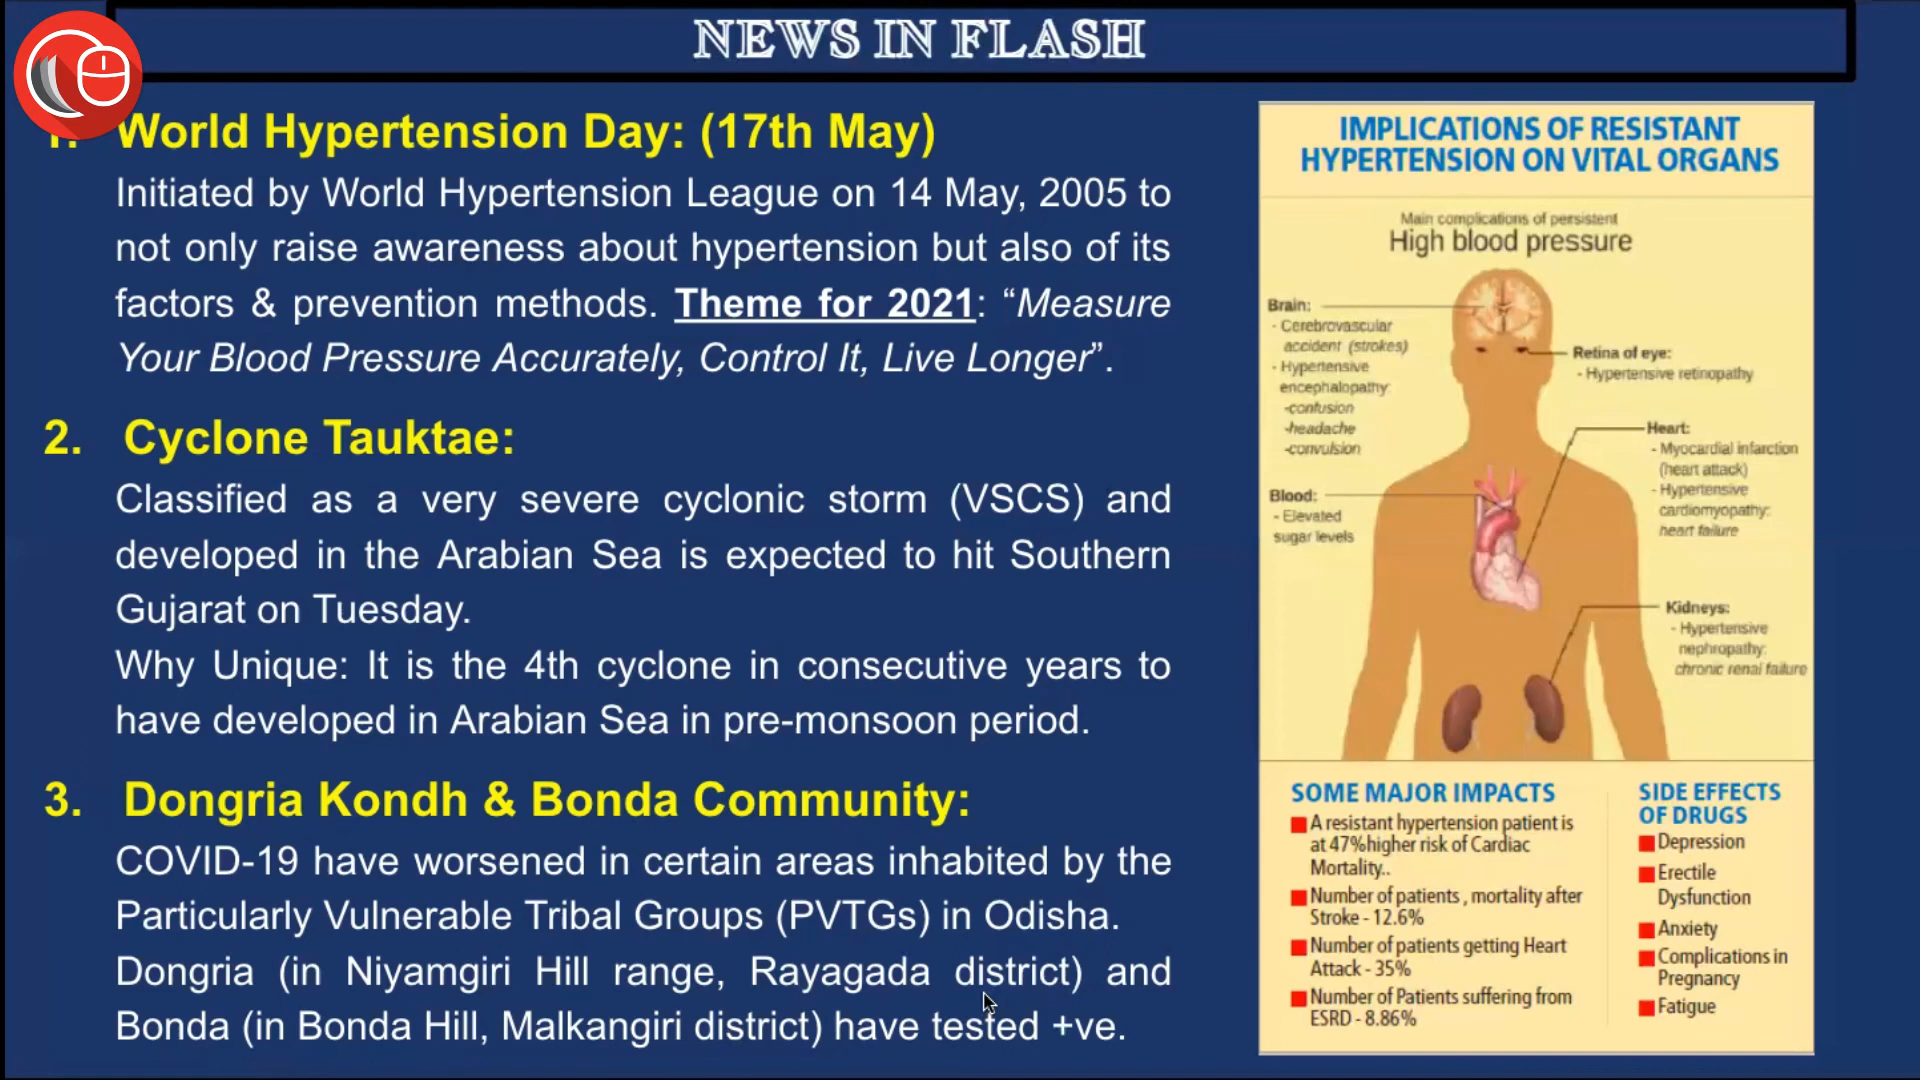 NEWS IN FLASH
1. World Hypertension Day: (17th May)
Initiated by World Hypertension League on 14 May, 2005 to
not only raise awareness about hypertension but also of its
factors & prevention methods. Theme for 2021: “Measure
Your Blood Pressure Accurately, Control It, Live Longer”.
2. Cyclone Tauktae:
Classified as a very severe cyclonic storm (VSCS) and
developed in the Arabian Sea is expected to hit Southern
Gujarat on Tuesday.
Why Unique: It is the 4th cyclone in consecutive years to
have developed in Arabian Sea in pre-monsoon period.
3. Dongria Kondh & Bonda Community:
COVID-19 have worsened in certain areas inhabited by the
Particularly Vulnerable Tribal Groups (PVTGs) in Odisha.
Dongria (in Niyamgiri Hill range, Rayagada district) and
Bonda (in Bonda Hill, Malkangiri district) have tested +ve.
IMPLICATIONS OF RESISTANT
HYPERTENSION ON VITAL ORGANS
Main complications of persistent
High blood pressure
Brain:
- Cerebrovascular
accident (strokes)
- Hypertensive
encephalopathy:
-confusion
-headache
-convulsion
Blood:
- Elevated
sugar levels
Retina of eye:
- Hypertensive retinopathy
Heart:
- Myocardial infarction
(heart attack)
- Hypertensive
cardiomyopathy:
heart failure
Kidneys:
- Hypertensive
nephropathy:
chronic renal failure
SOME MAJOR IMPACTS
A resistant hypertension patient is
at 47%higher risk of Cardiac
Mortality..
Number of patients , mortality after
Stroke - 12.6%
Number of patients getting Heart
Attack - 35%
Number of Patients suffering from
ESRD - 8.86%
SIDE EFFECTS
OF DRUGS
Depression
Erectile
Dysfunction
Anxiety
Complications in
Pregnancy
Fatigue